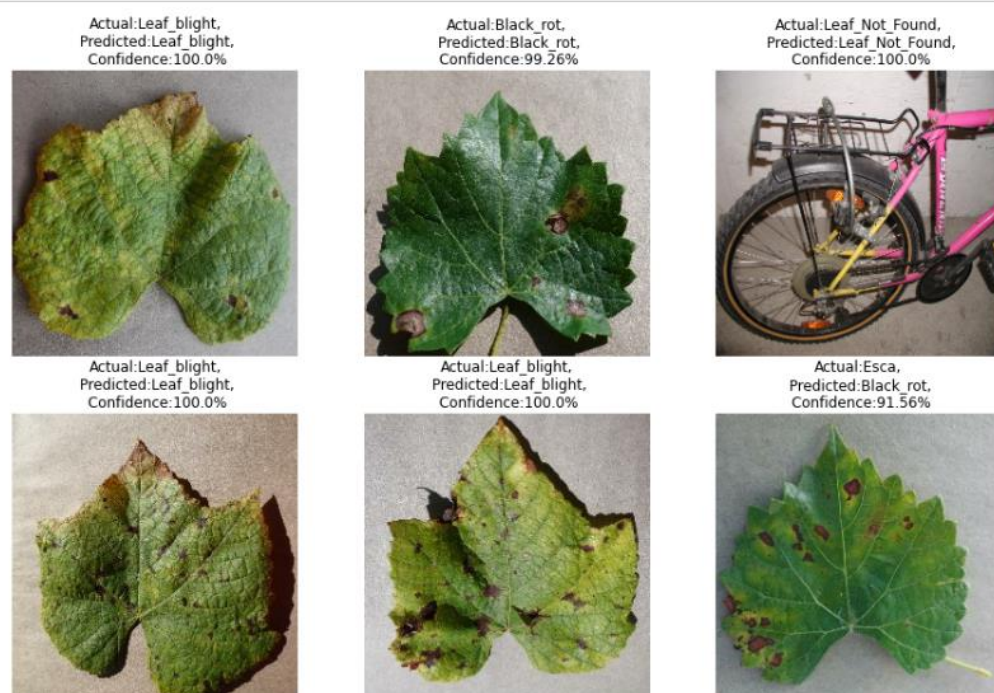 Actual:Leaf_blight,
Predicted:Leaf_blight,
Confidence:100.0%
Actual:Black_rot,
Predicted:Black_rot,
Confidence:99.26%
Actual:Leaf_Not_Found,
Predicted:Leaf_Not_Found,
Confidence:100.0%
Actual:Leaf_blight,
Predicted:Leaf_blight,
Confidence:100.0%
Actual:Leaf_blight,
Predicted:Leaf_blight,
Confidence:100.0%
Actual:Esca,
Predicted:Black_rot,
Confidence:91.56%